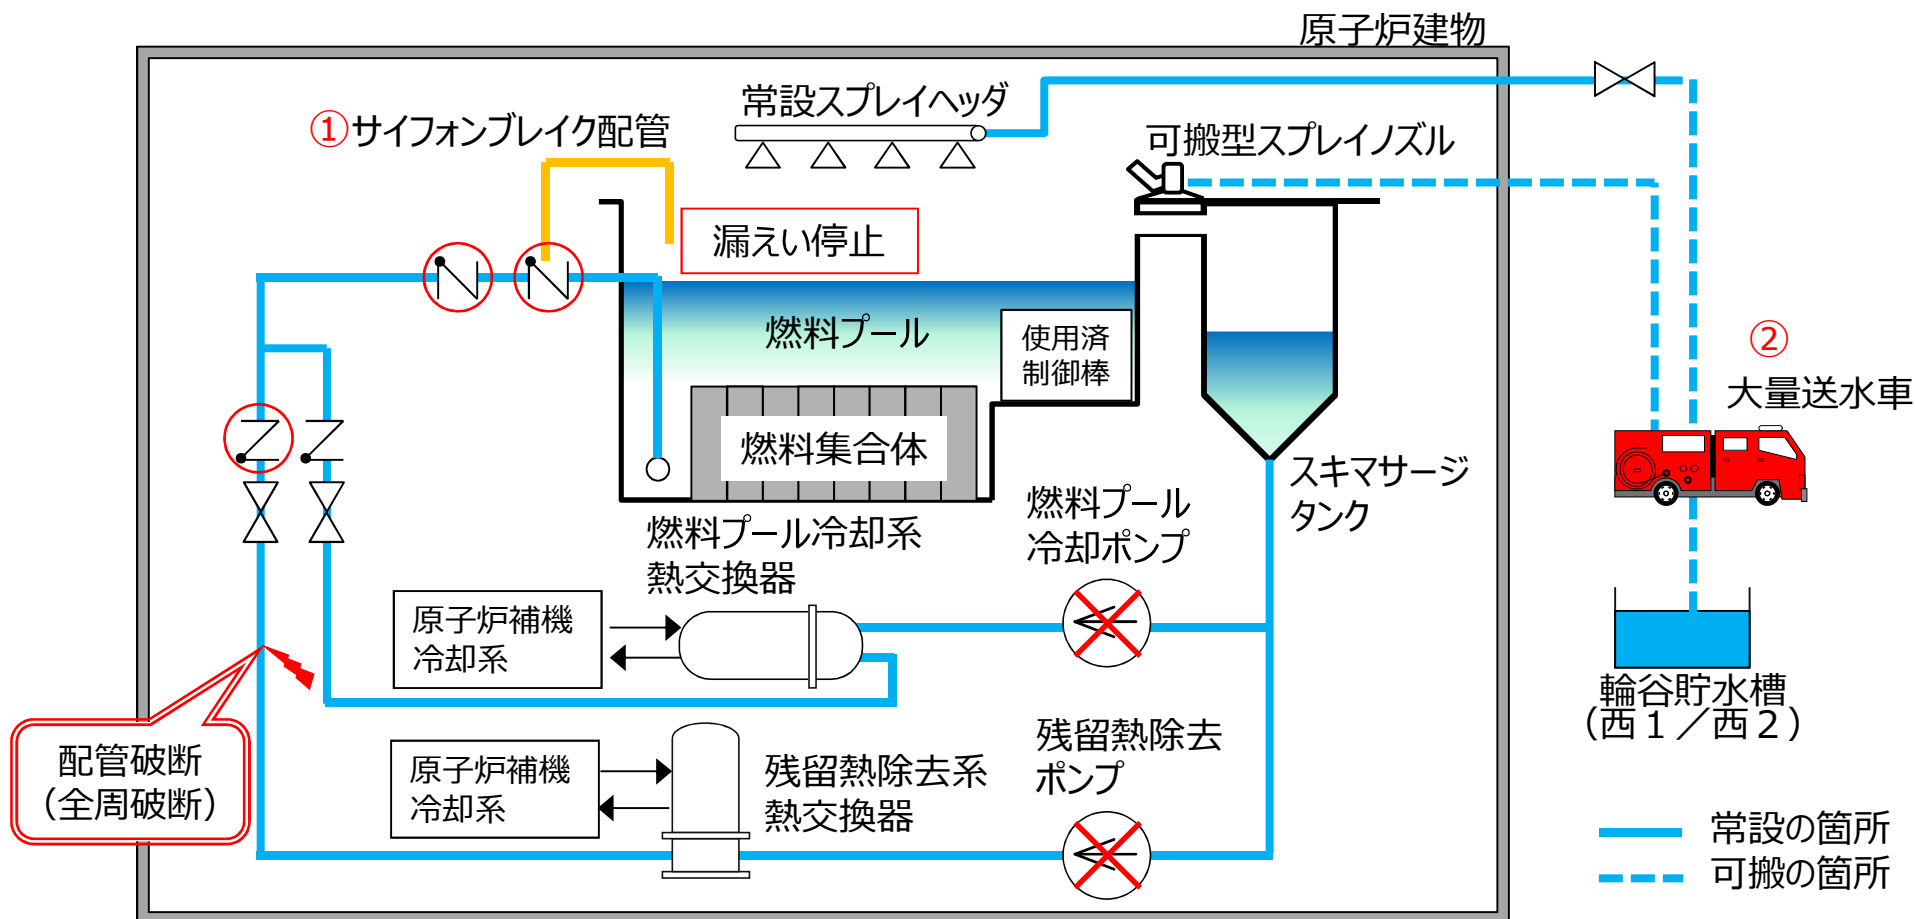 原子炉建物
常設スプレイヘッダ
①サイフォンブレイク配管
可搬型スプレイノズル
漏えい停止
燃料プール
使用済
制御棒
②
大量送水車
燃料集合体
スキマサージ
タンク
燃料プール冷却系
熱交換器
燃料プール
冷却ポンプ
原子炉補機
冷却系
輪谷貯水槽
（西１／西２）
配管破断
（全周破断）
原子炉補機
冷却系
残留熱除去系
熱交換器
残留熱除去
ポンプ
常設の箇所
可搬の箇所